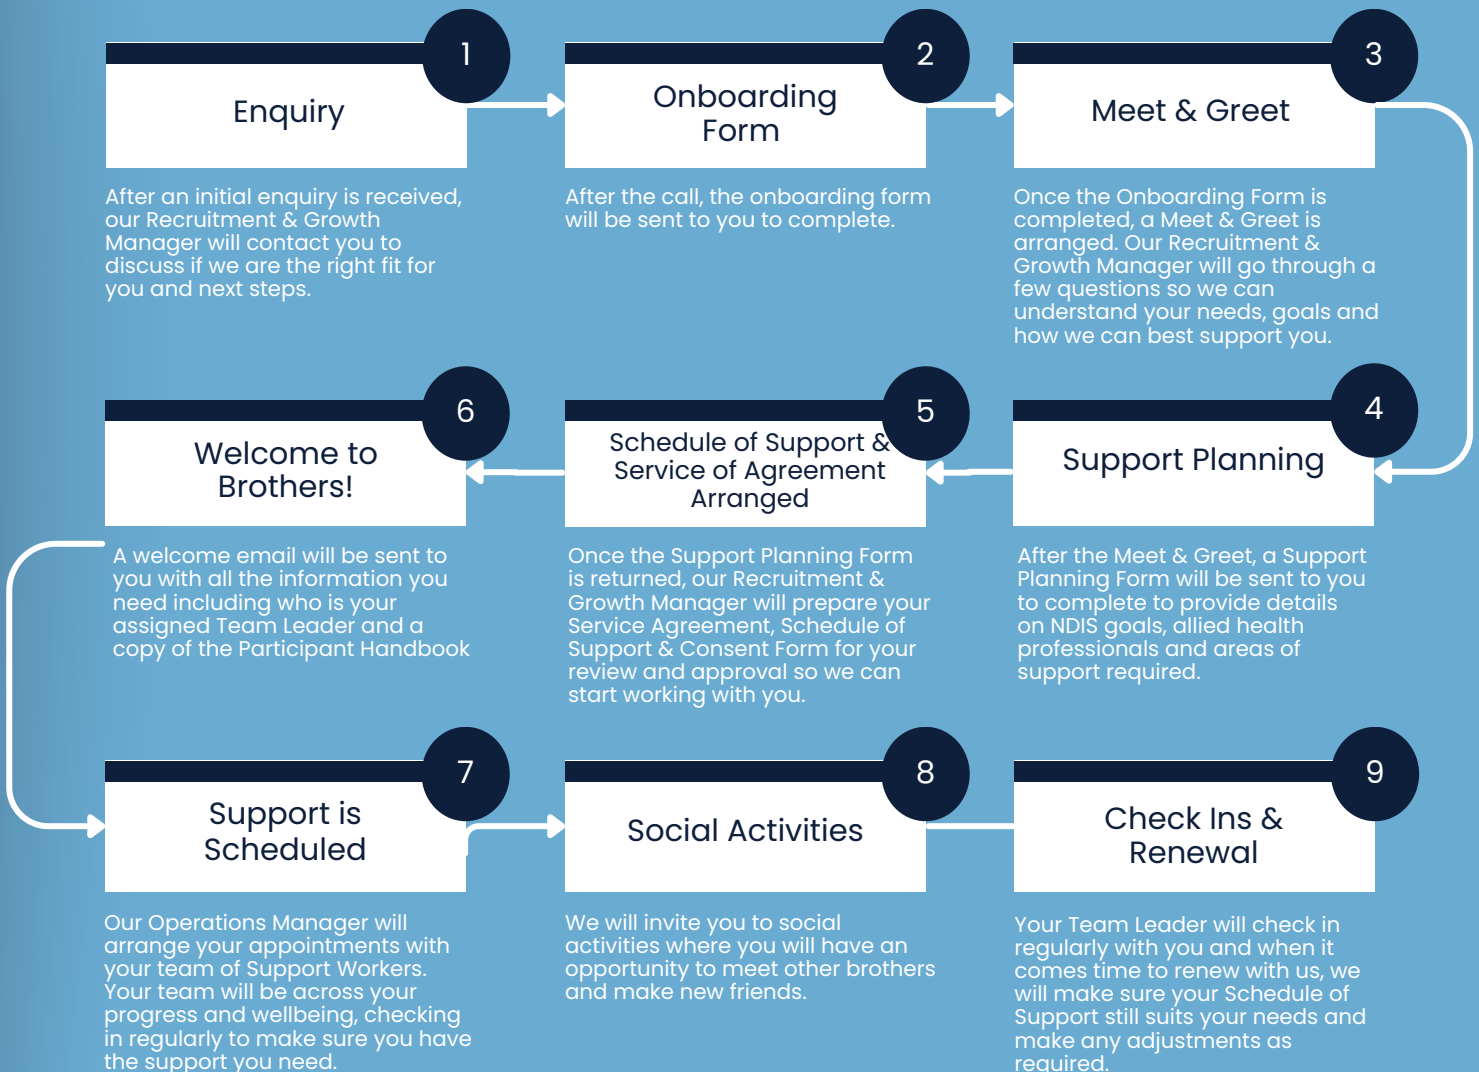 1
Enquiry
After an initial enquiry is received,
our Recruitment & Growth
Manager will contact you to
discuss if we are the right fit for
you and next steps.
2
Onboarding
Form
After the call, the onboarding form
will be sent to you to complete.
3
Meet & Greet
Once the Onboarding Form is
completed, a Meet & Greet is
arranged. Our Recruitment &
Growth Manager will go through a
few questions so we can
understand your needs, goals and
how we can best support you.
4
Support Planning
After the Meet & Greet, a Support
Planning Form will be sent to you
to complete to provide details
on NDIS goals, allied health
professionals and areas of
support required.
5
Schedule of Support &
Service of Agreement
Arranged
Once the Support Planning Form
is returned, our Recruitment &
Growth Manager will prepare your
Service Agreement, Schedule of
Support & Consent Form for your
review and approval so we can
start working with you.
6
Welcome to
Brothers!
A welcome email will be sent to
you with all the information you
need including who is your
assigned Team Leader and a
copy of the Participant Handbook
7
Support is
Scheduled
Our Operations Manager will
arrange your appointments with
your team of Support Workers.
Your team will be across your
progress and wellbeing, checking
in regularly to make sure you have
the support you need.
8
Social Activities
We will invite you to social
activities where you will have an
opportunity to meet other brothers
and make new friends.
9
Check Ins &
Renewal
Your Team Leader will check in
regularly with you and when it
comes time to renew with us, we
will make sure your Schedule of
Support still suits your needs and
make any adjustments as
required.